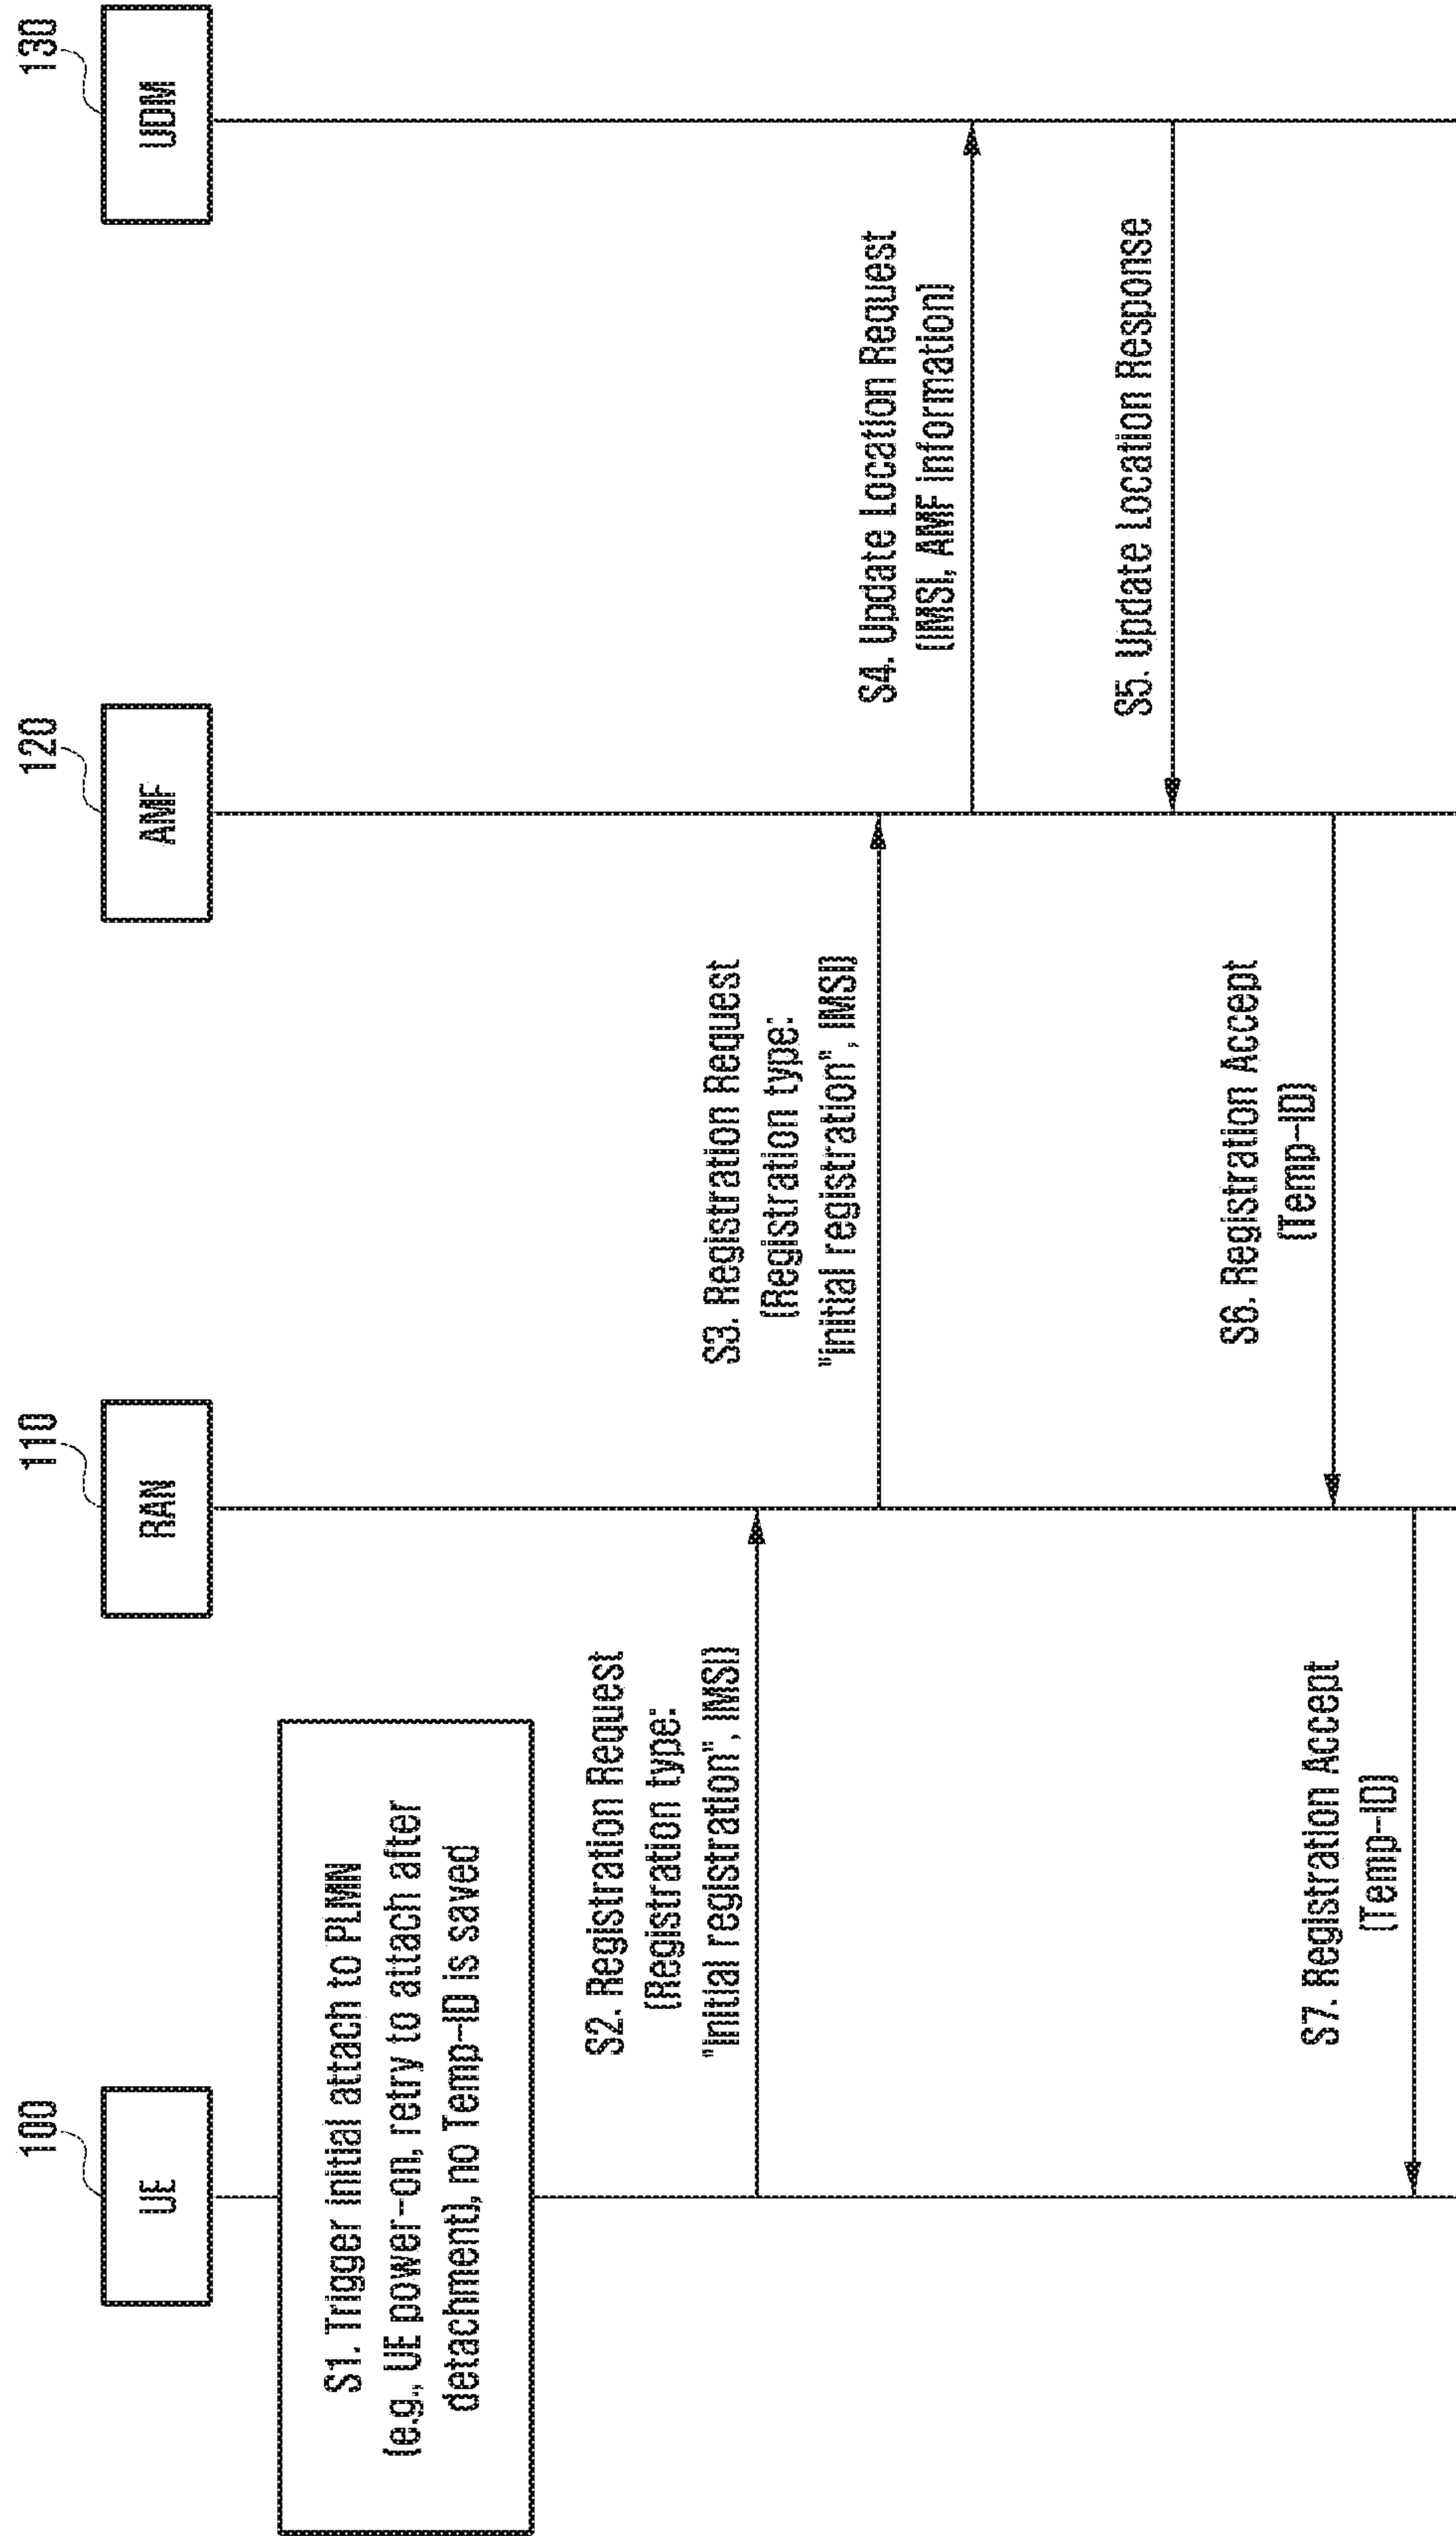 100
110
120
130
UE
RAN
AMF
UDM
S1. Trigger initial attach to PLMN
(e.g., UE power-on, retry to attach after
detachment), no Temp-ID is saved
S2. Registration Request
(Registration type:
"initial registration", IMSI)
S3. Registration Request
(Registration type:
"initial registration", IMSI)
S4. Update Location Request
(IMSI, AMF information)
S5. Update Location Response
S6. Registration Accept
(Temp-ID)
S7. Registration Accept
(Temp-ID)